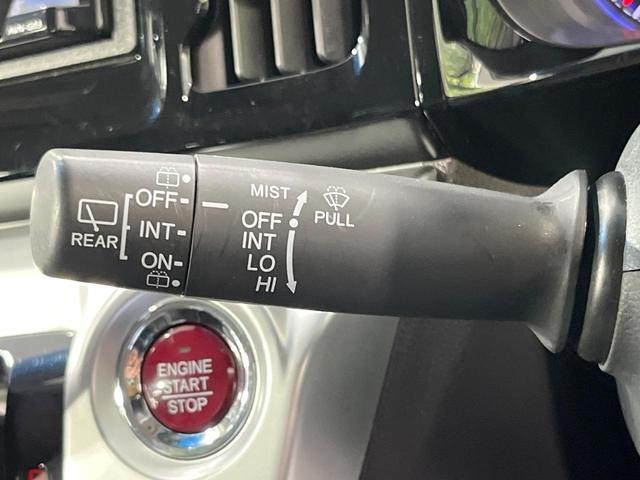 MIST
OFF
INT
LO
HI
PULL
OFF
INT
ON
REAR
ENGINE
START
STOP